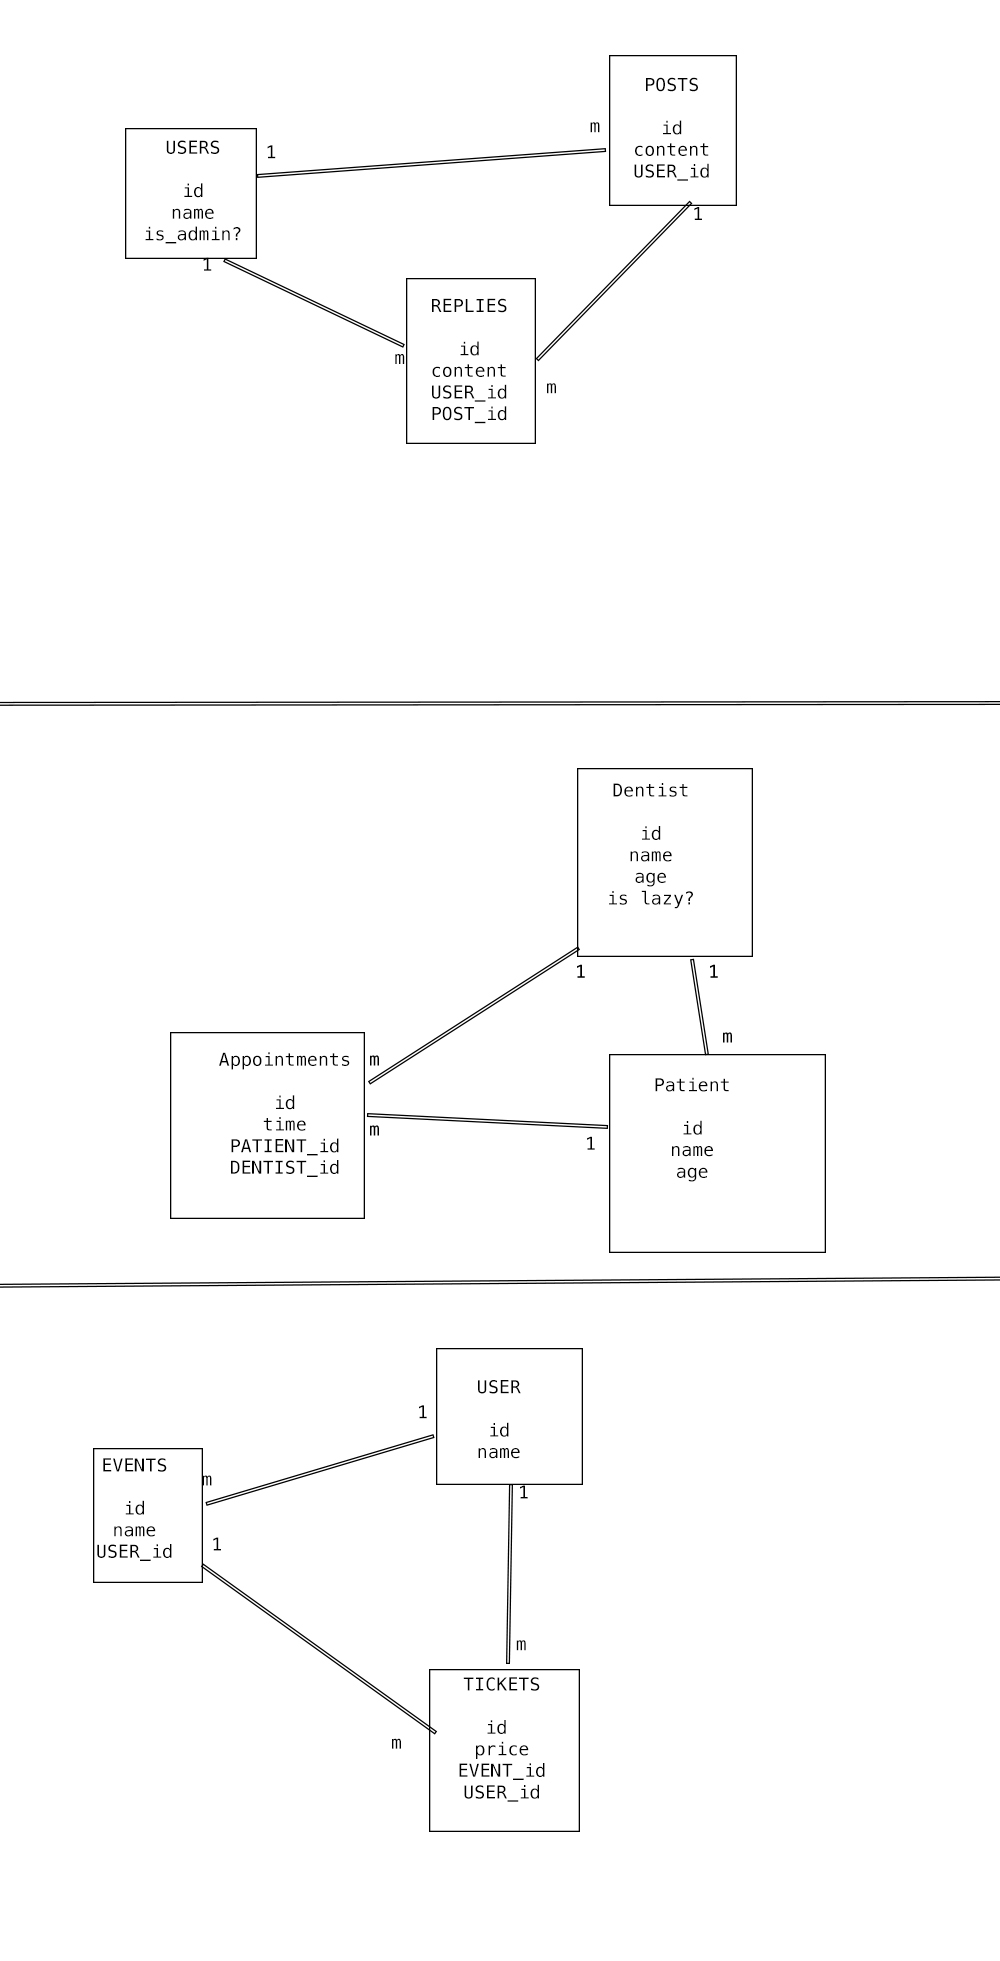 POSTS
id
content
USER_id
m
1
USERS
id
name
is_admin?
1
1
m
REPLIES
id
content
USER_id
POST_id
m
Dentist
id
name
age
is lazy?
1
1
m
Appointments
id
time
PATIENT_id
DENTIST_id
m
m
1
Patient
id
name
age
USER
id
name
1
1
EVENTS
id
name
USER_id
m
1
m
m
TICKETS
id
price
EVENT_id
USER_id